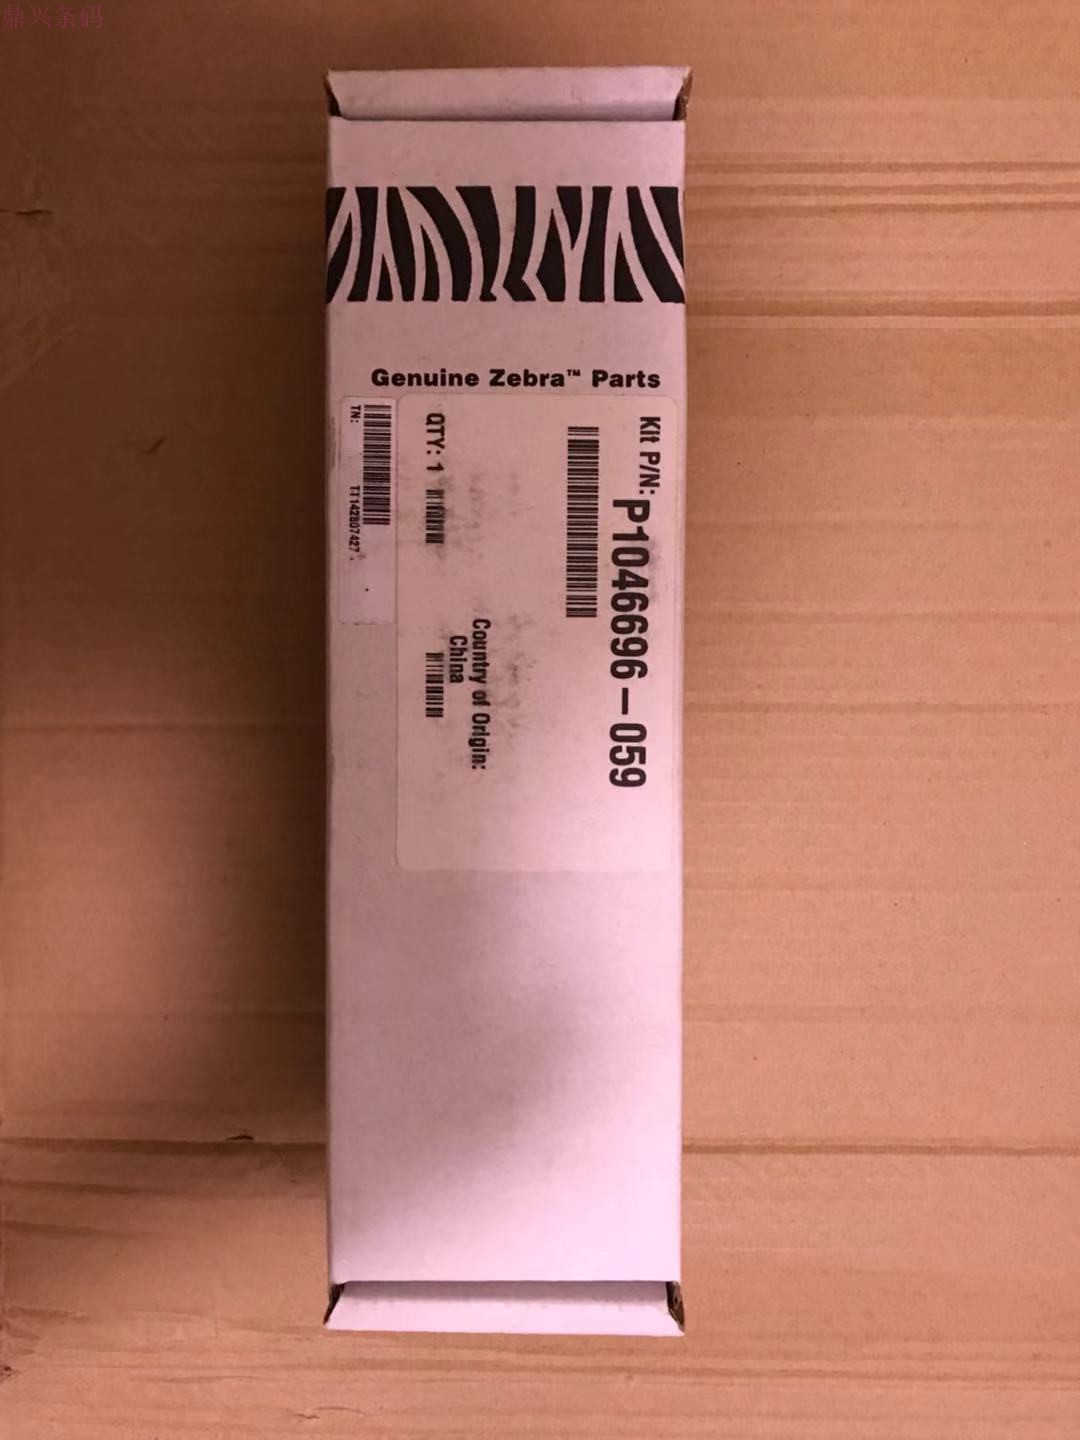 鼎兴条码
Genuine Zebra™ Parts
Kit P/N: P1046696-059
QTY: 1
Country of Origin:
China
TN:
TT142807427